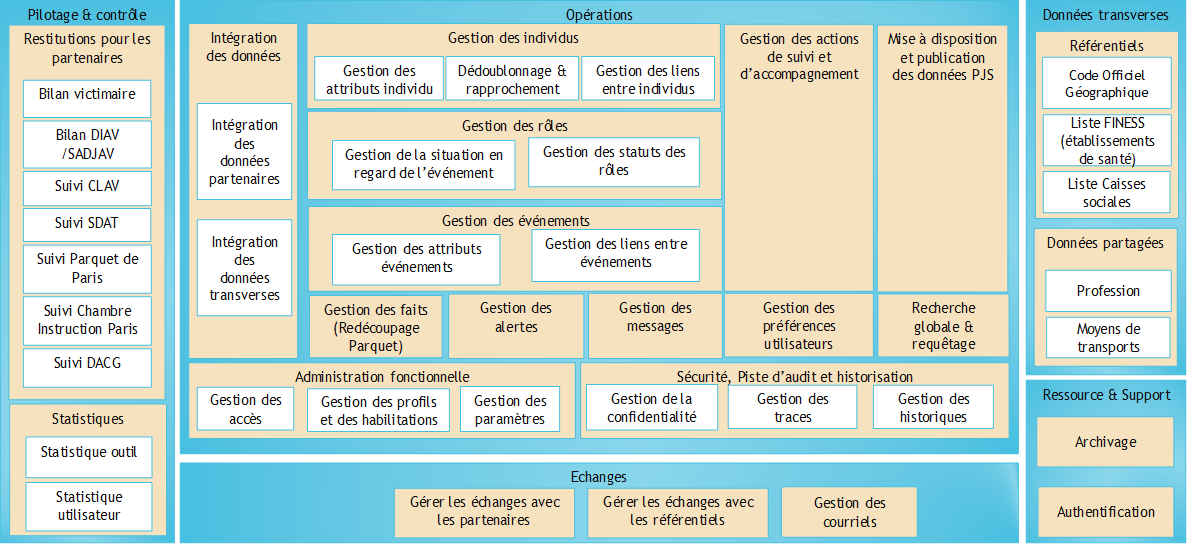 Pilotage & contrôle
Restitutions pour les
partenaires
Bilan victimaire
Bilan DIAV
/SADJAV
Suivi CLAV
Suivi SDAT
Suivi Parquet de
Paris
Suivi Chambre
Instruction Paris
Suivi DACG
Statistiques
Statistique outil
Statistique
utilisateur
Opérations
Intégration
des données
Intégration
des
données
partenaires
Intégration
des
données
transverses
Gestion des individus
Gestion des
attributs individu
Dédoublonnage &
rapprochement
Gestion des liens
entre individus
Gestion des rôles
Gestion de la situation en
regard de l’événement
Gestion des statuts des
rôles
Gestion des événements
Gestion des attributs
événements
Gestion des liens entre
événements
Gestion des actions
de suivi et
d’accompagnement
Mise à disposition
et publication
des données PJS
Gestion des faits
(Redécoupage
Parquet)
Gestion des
alertes
Gestion des
messages
Gestion des
préférences
utilisateurs
Recherche
globale &
requêtage
Administration fonctionnelle
Gestion des
accès
Gestion des profils
et des habilitations
Gestion des
paramètres
Sécurité, Piste d’audit et historisation
Gestion de la
confidentialité
Gestion des
traces
Gestion des
historiques
Echanges
Gérer les échanges avec
les partenaires
Gérer les échanges avec
les référentiels
Gestion des
courriels
Données transverses
Référentiels
Code Officiel
Géographique
Liste FINESS
(établissements
de santé)
Liste Caisses
sociales
Données partagées
Profession
Moyens de
transports
Ressource & Support
Archivage
Authentification